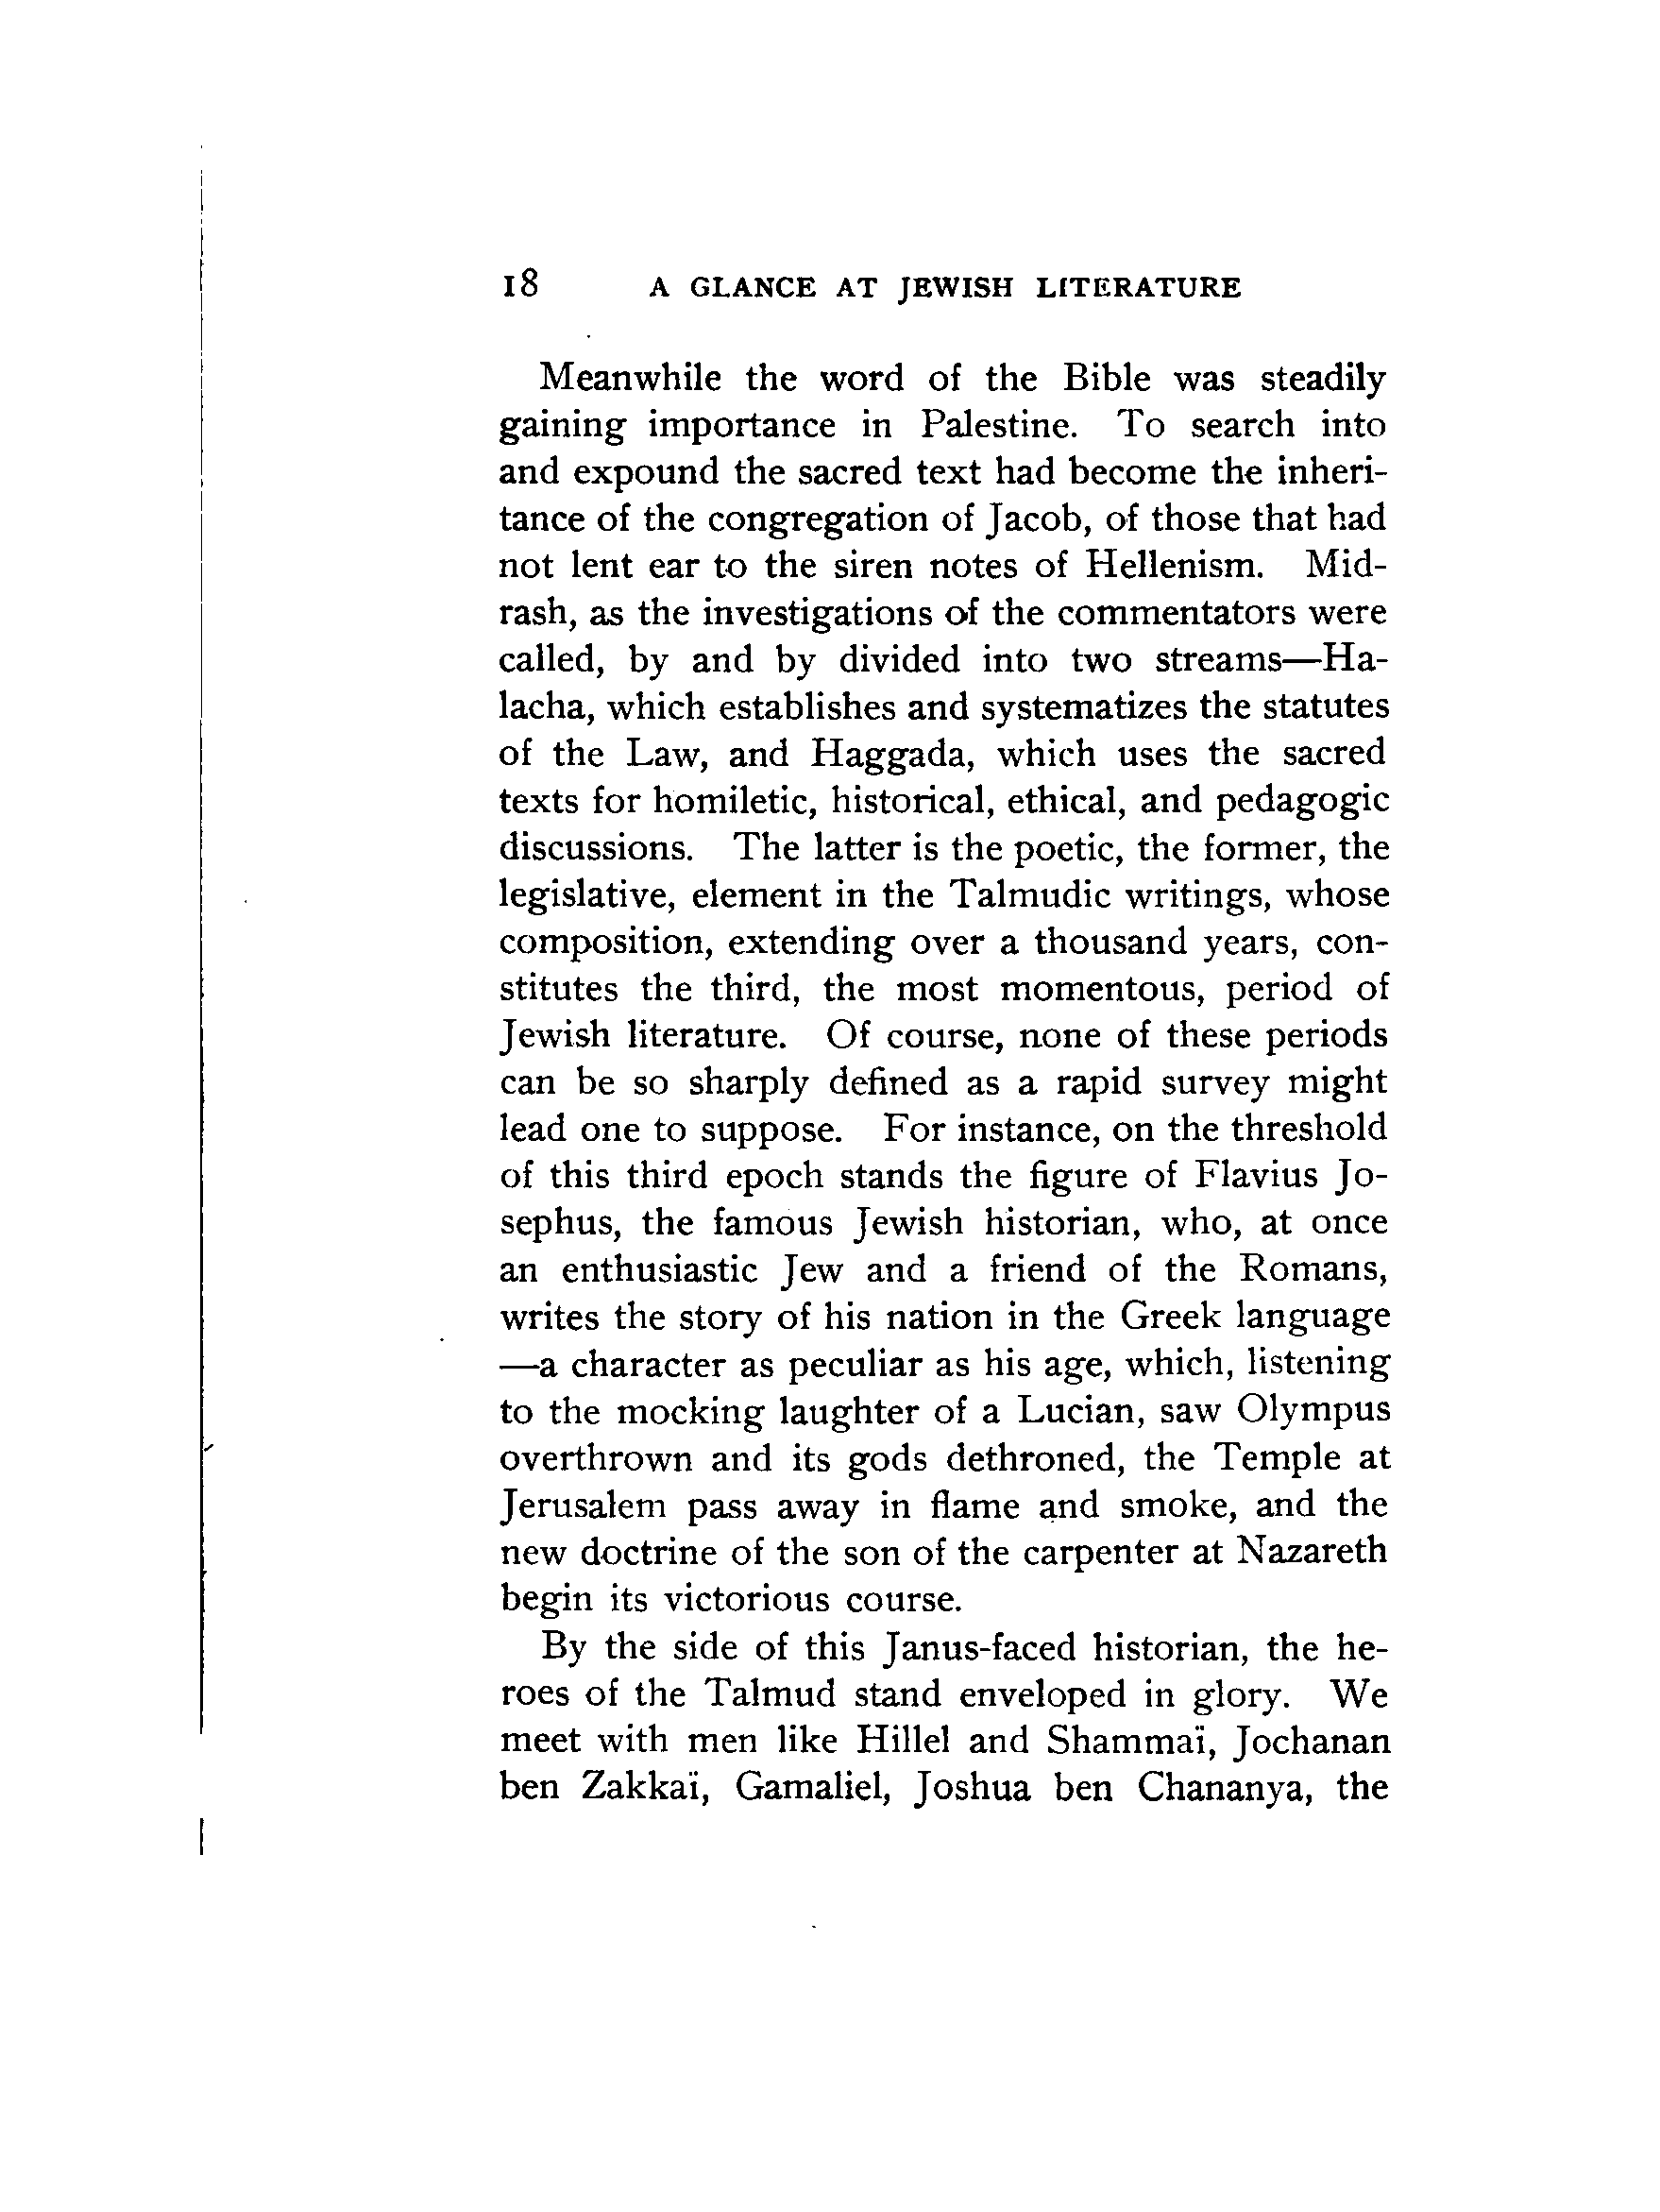 18 A GLANCE AT JEWISH LITERATURE
Meanwhile the word of the Bible was steadily
gaining importance in Palestine. To search into
and expound the sacred text had become the inheri-
tance of the congregation of Jacob, of those that had
not lent ear to the siren notes of Hellenism. Mid-
rash, as the investigations of the commentators were
called, by and by divided into two streams—Ha-
lacha, which establishes and systematizes the statutes
of the Law, and Haggada, which uses the sacred
texts for homiletic, historical, ethical, and pedagogic
discussions. The latter is the poetic, the former, the
legislative, element in the Talmudic writings, whose
composition, extending over a thousand years, con-
stitutes the third, the most momentous, period of
Jewish literature. Of course, none of these periods
can be so sharply defined as a rapid survey might
lead one to suppose. For instance, on the threshold
of this third epoch stands the figure of Flavius Jo-
sephus, the famous Jewish historian, who, at once
an enthusiastic Jew and a friend of the Romans,
writes the story of his nation in the Greek language
—a character as peculiar as his age, which, listening
to the mocking laughter of a Lucian, saw Olympus
overthrown and its gods dethroned, the Temple at
Jerusalem pass away in flame and smoke, and the
new doctrine of the son of the carpenter at Nazareth
begin its victorious course.
By the side of this Janus-faced historian, the he-
roes of the Talmud stand enveloped in glory. We
meet with men like Hillel and Shammaï, Jochanan
ben Zakkaï, Gamaliel, Joshua ben Chananya, the